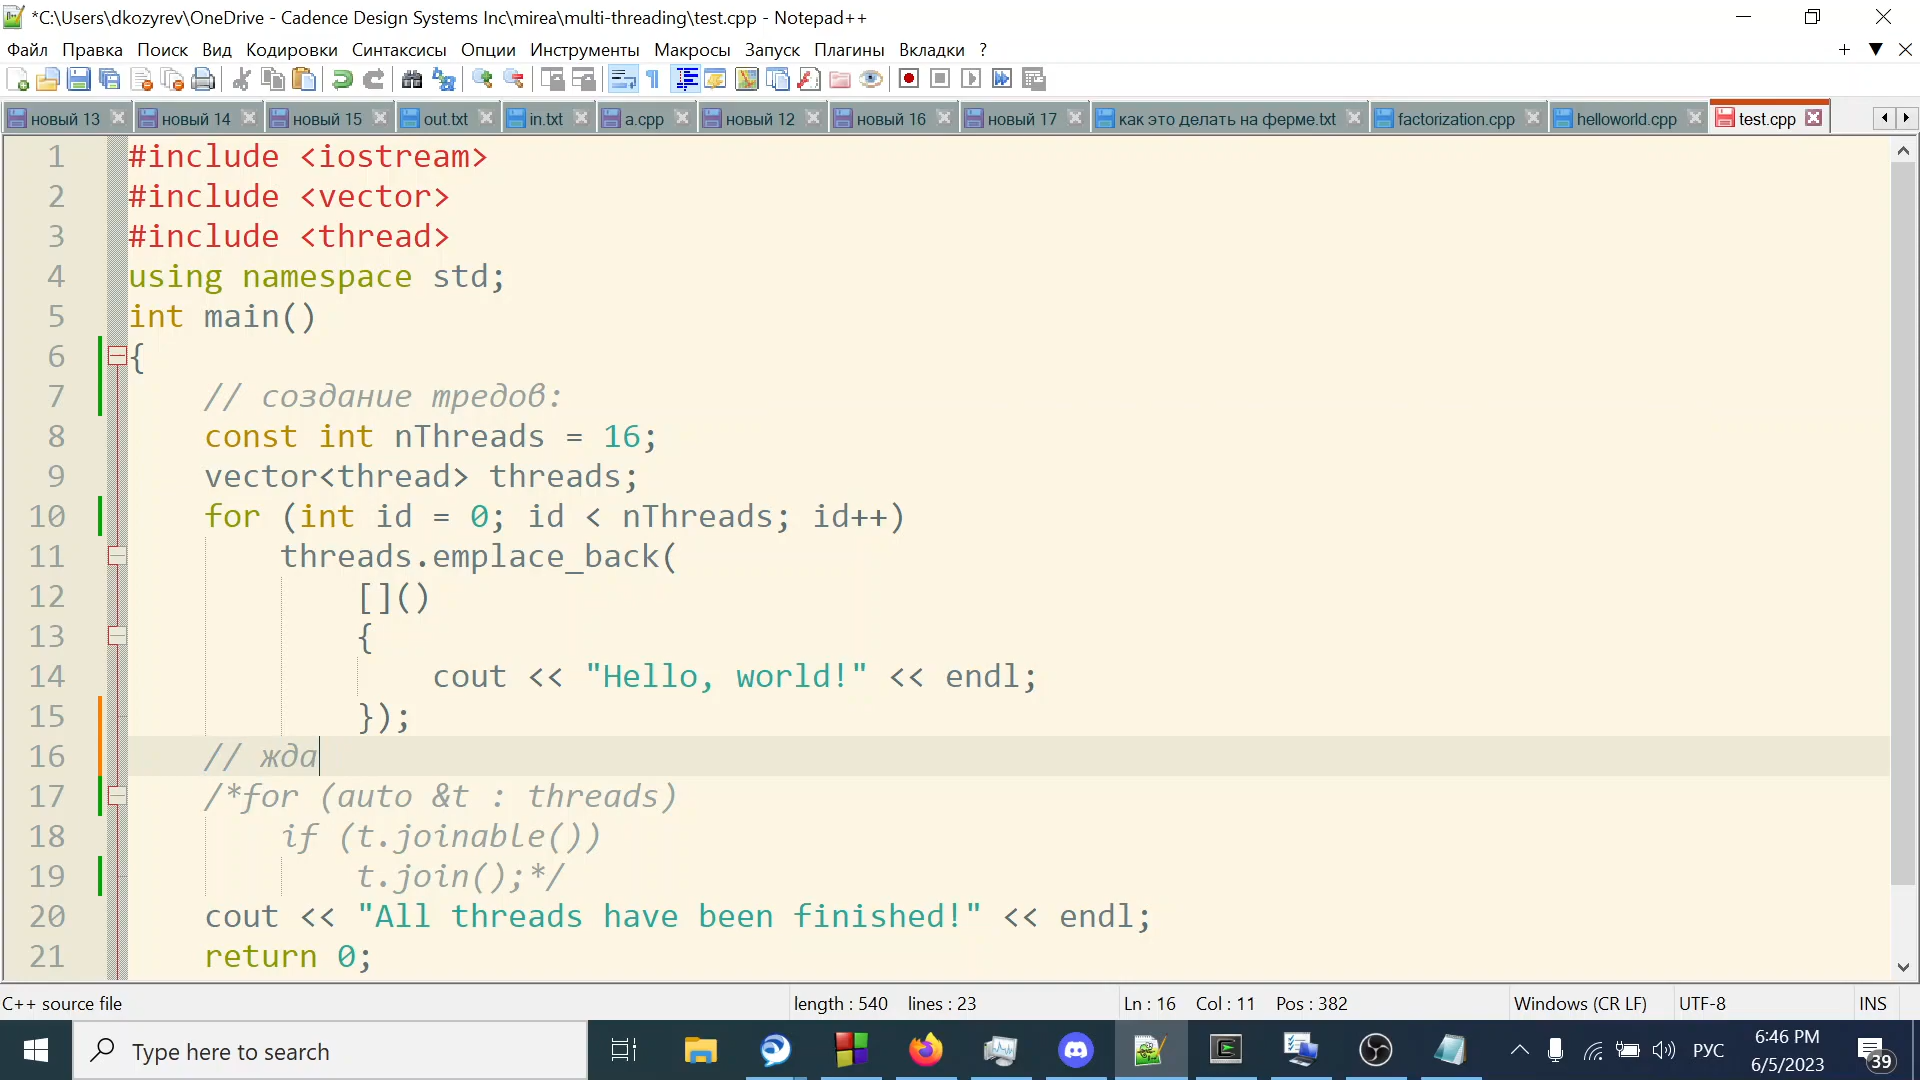 *C:\Users\dkozyrev\OneDrive - Cadence Design Systems Inc\mirea\multi-threading\test.cpp - Notepad++
Файл Правка Поиск Вид Кодировки Синтаксисы Опции Инструменты Макросы Запуск Плагины Вкладки ?
новый 13 новый 14 новый 15 out.txt in.txt a.cpp новый 12 новый 16 новый 17 как это делать на ферме.txt factorization.cpp helloworld.cpp test.cpp
1 #include <iostream>
2 #include <vector>
3 #include <thread>
4 using namespace std;
5 int main()
6 {
7 // создание тредов:
8 const int nThreads = 16;
9 vector<thread> threads;
10 for (int id = 0; id < nThreads; id++)
11 threads.emplace_back(
12 []()
13 {
14 cout << "Hello, world!" << endl;
15 });
16 // жда
17 /*for (auto &t : threads)
18 if (t.joinable())
19 t.join();*/
20 cout << "All threads have been finished!" << endl;
21 return 0;
C++ source file length : 540 lines : 23 Ln : 16 Col : 11 Pos : 382 Windows (CR LF) UTF-8 INS
Type here to search
РУС
6:46 PM
6/5/2023
39